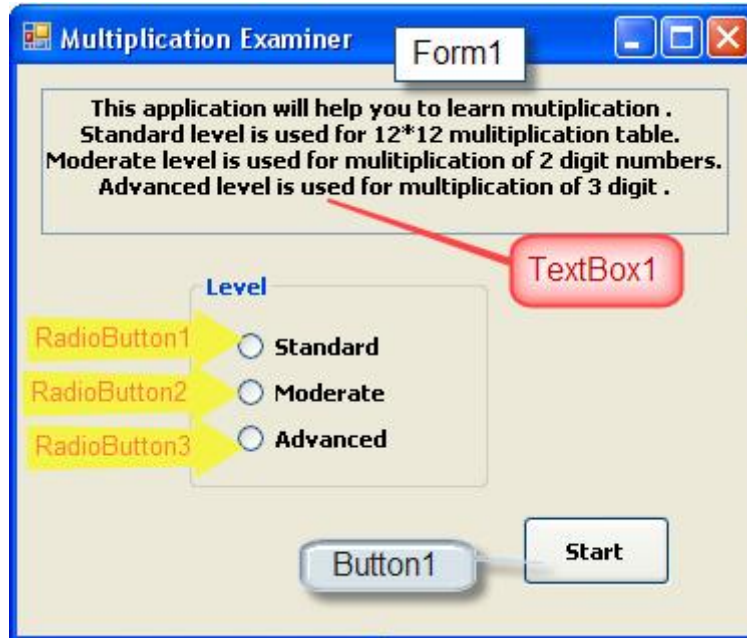 Multiplication Examiner
Form1
This application will help you to learn mutiplication .
Standard level is used for 12*12 mulitiplication table.
Moderate level is used for mulitiplication of 2 digit numbers.
Advanced level is used for multiplication of 3 digit .
TextBox1
Level
RadioButton1
Standard
RadioButton2
Moderate
RadioButton3
Advanced
Button1
Start